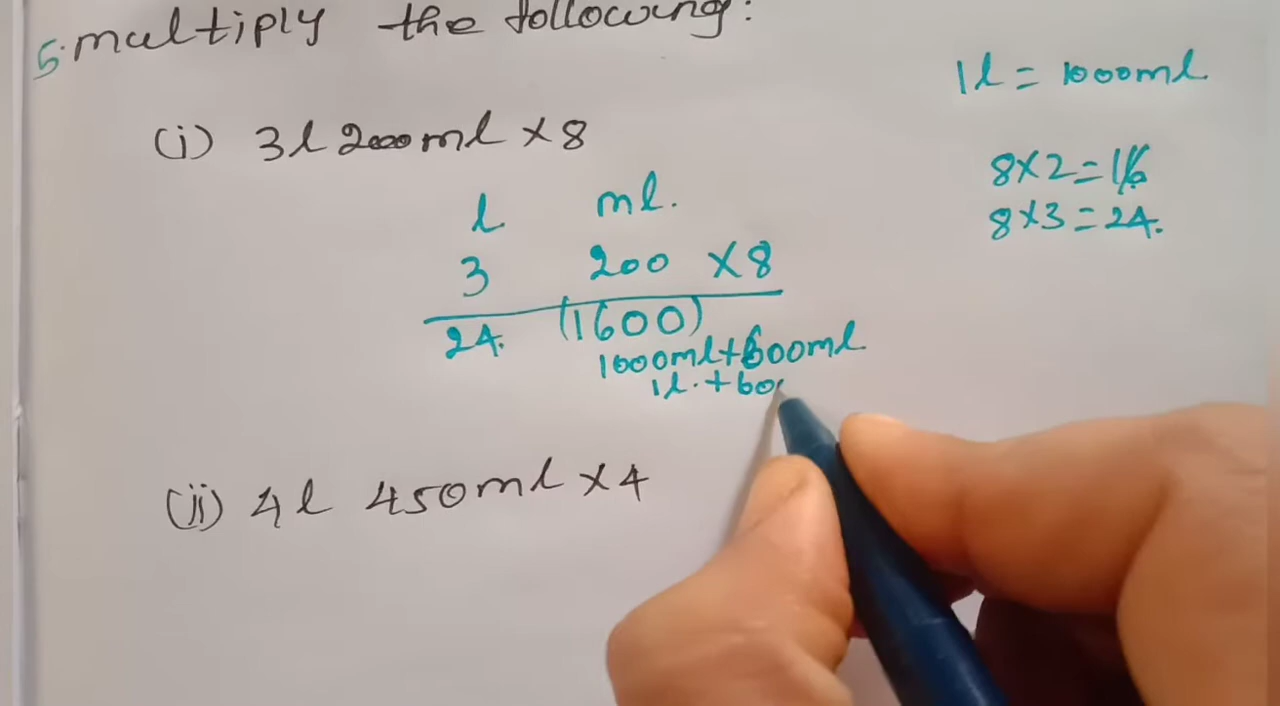 5. multiply the following:
1l = 1000ml
(i) 3l 200ml × 8
8×2=16
8×3=24.
l ml.
3 200 ×8
24. (1600)
1000ml+600ml
1l.+60
(ii) 4l 450ml × 4